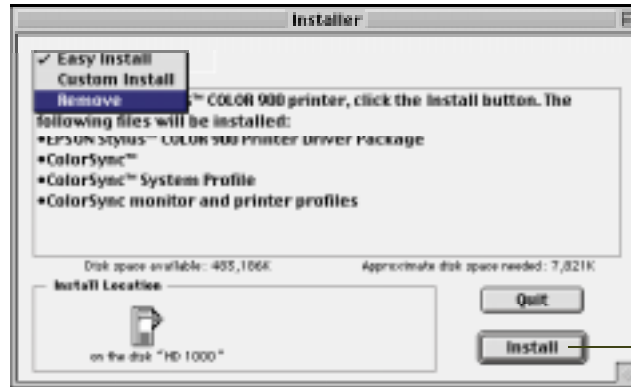 Installer
✓ Easy Install
Custom Install
Remove
™ COLOR 900 printer, click the Install button. The
following files will be installed:
•EPSON Stylus™ COLOR 900 Printer Driver Package
•ColorSync™
•ColorSync™ System Profile
•ColorSync monitor and printer profiles
Disk space available: 485,186K
Approximate disk space needed: 7,821K
Install Location
on the disk "HD 1000"
Quit
Install